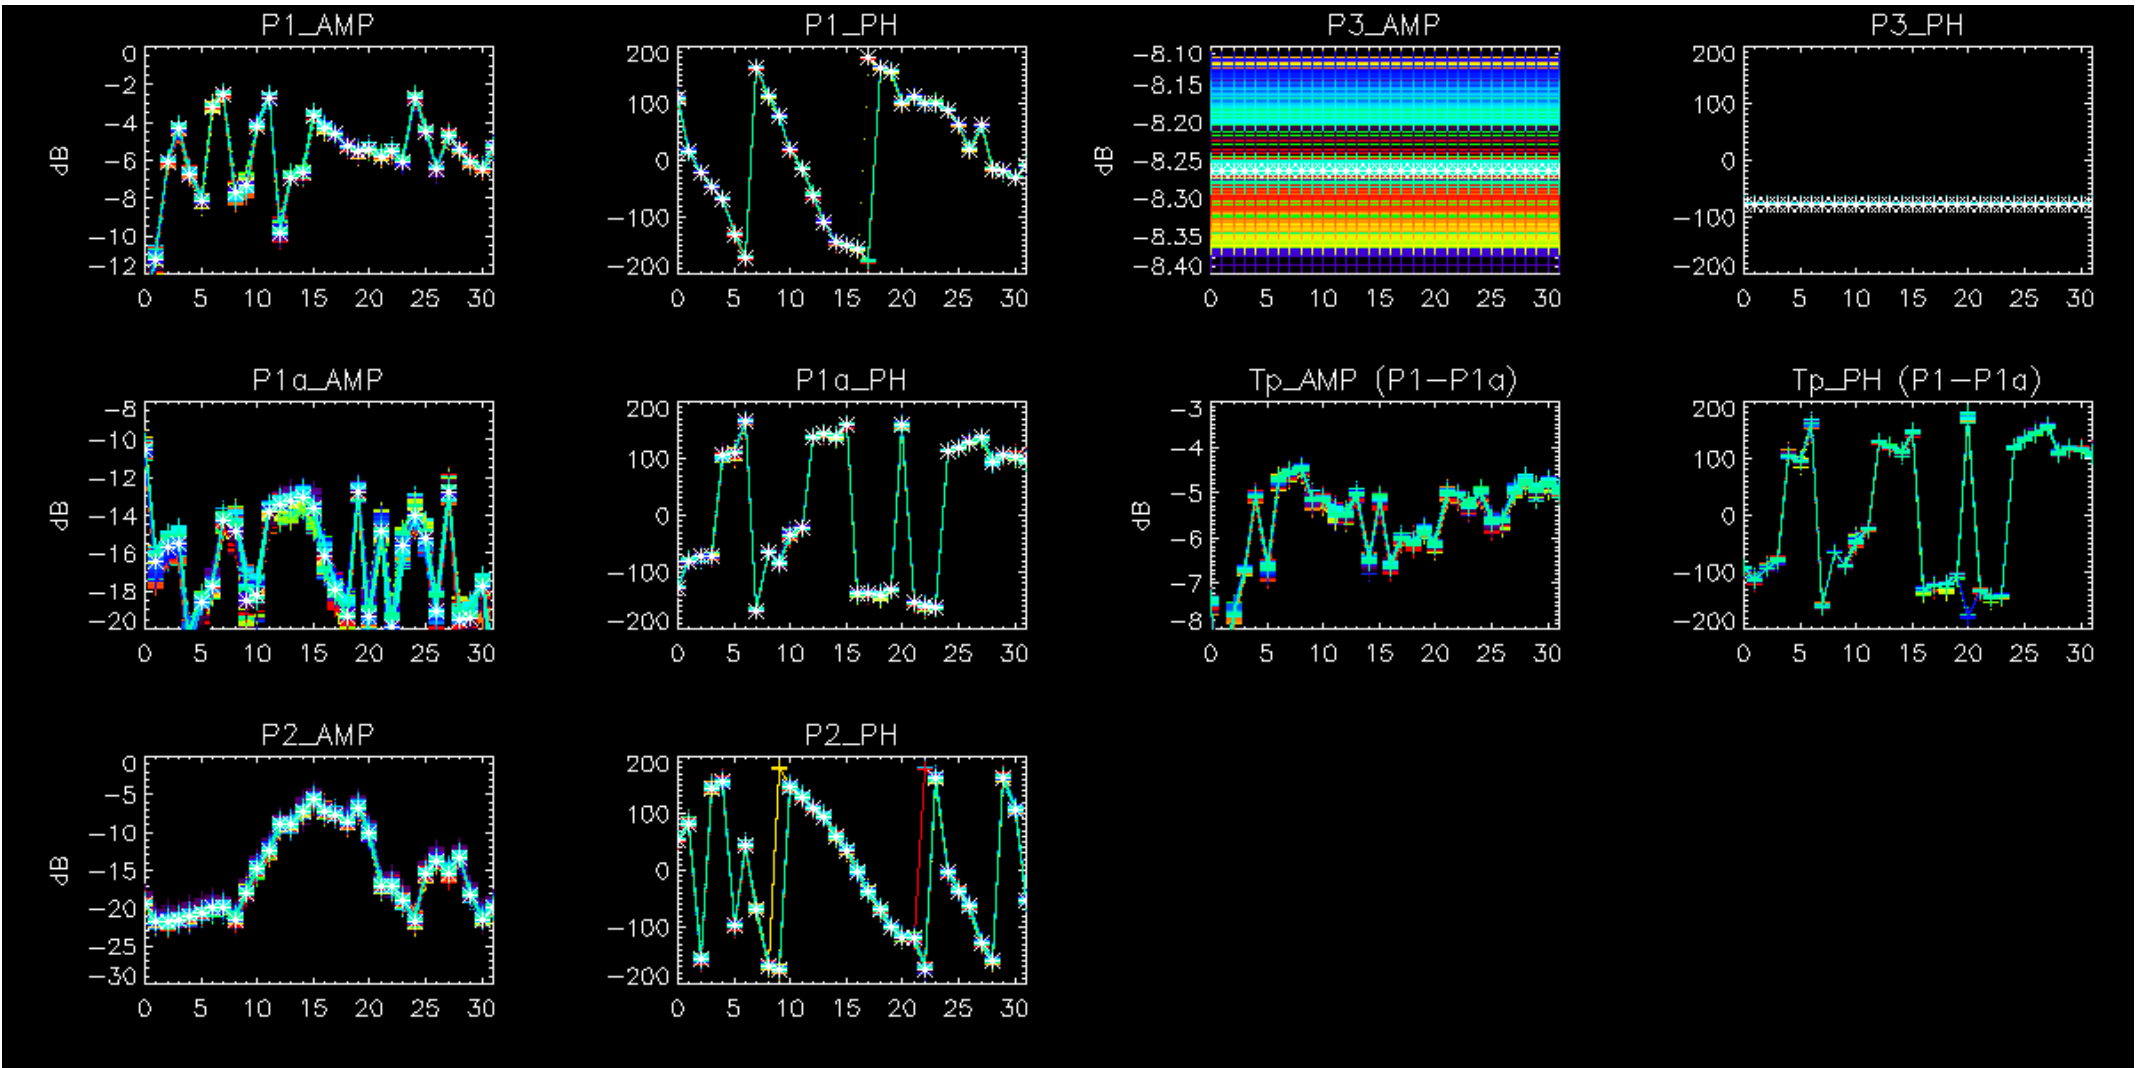 P1_AMP P1_PH P3_AMP P3_PH
0 200 -8.10 200
-2 100 -8.15 100
-4 0 -8.20 0
-6 -100 -8.25 -100
-8 -200 -8.30 -200
-10 -8.35
-12 -8.40
dB dB
0 5 10 15 20 25 30 0 5 10 15 20 25 30 0 5 10 15 20 25 30 0 5 10 15 20 25 30
P1a_AMP P1a_PH Tp_AMP (P1-P1a) Tp_PH (P1-P1a)
-8 200 -3 200
-10 100 -4 100
-12 0 -5 0
-14 -100 -6 -100
-16 -200 -7 -200
-18 -8
-20
dB dB
0 5 10 15 20 25 30 0 5 10 15 20 25 30 0 5 10 15 20 25 30 0 5 10 15 20 25 30
P2_AMP P2_PH
0 200
-5 100
-10 0
-15 -100
-20 -200
-25
-30
dB
0 5 10 15 20 25 30 0 5 10 15 20 25 30